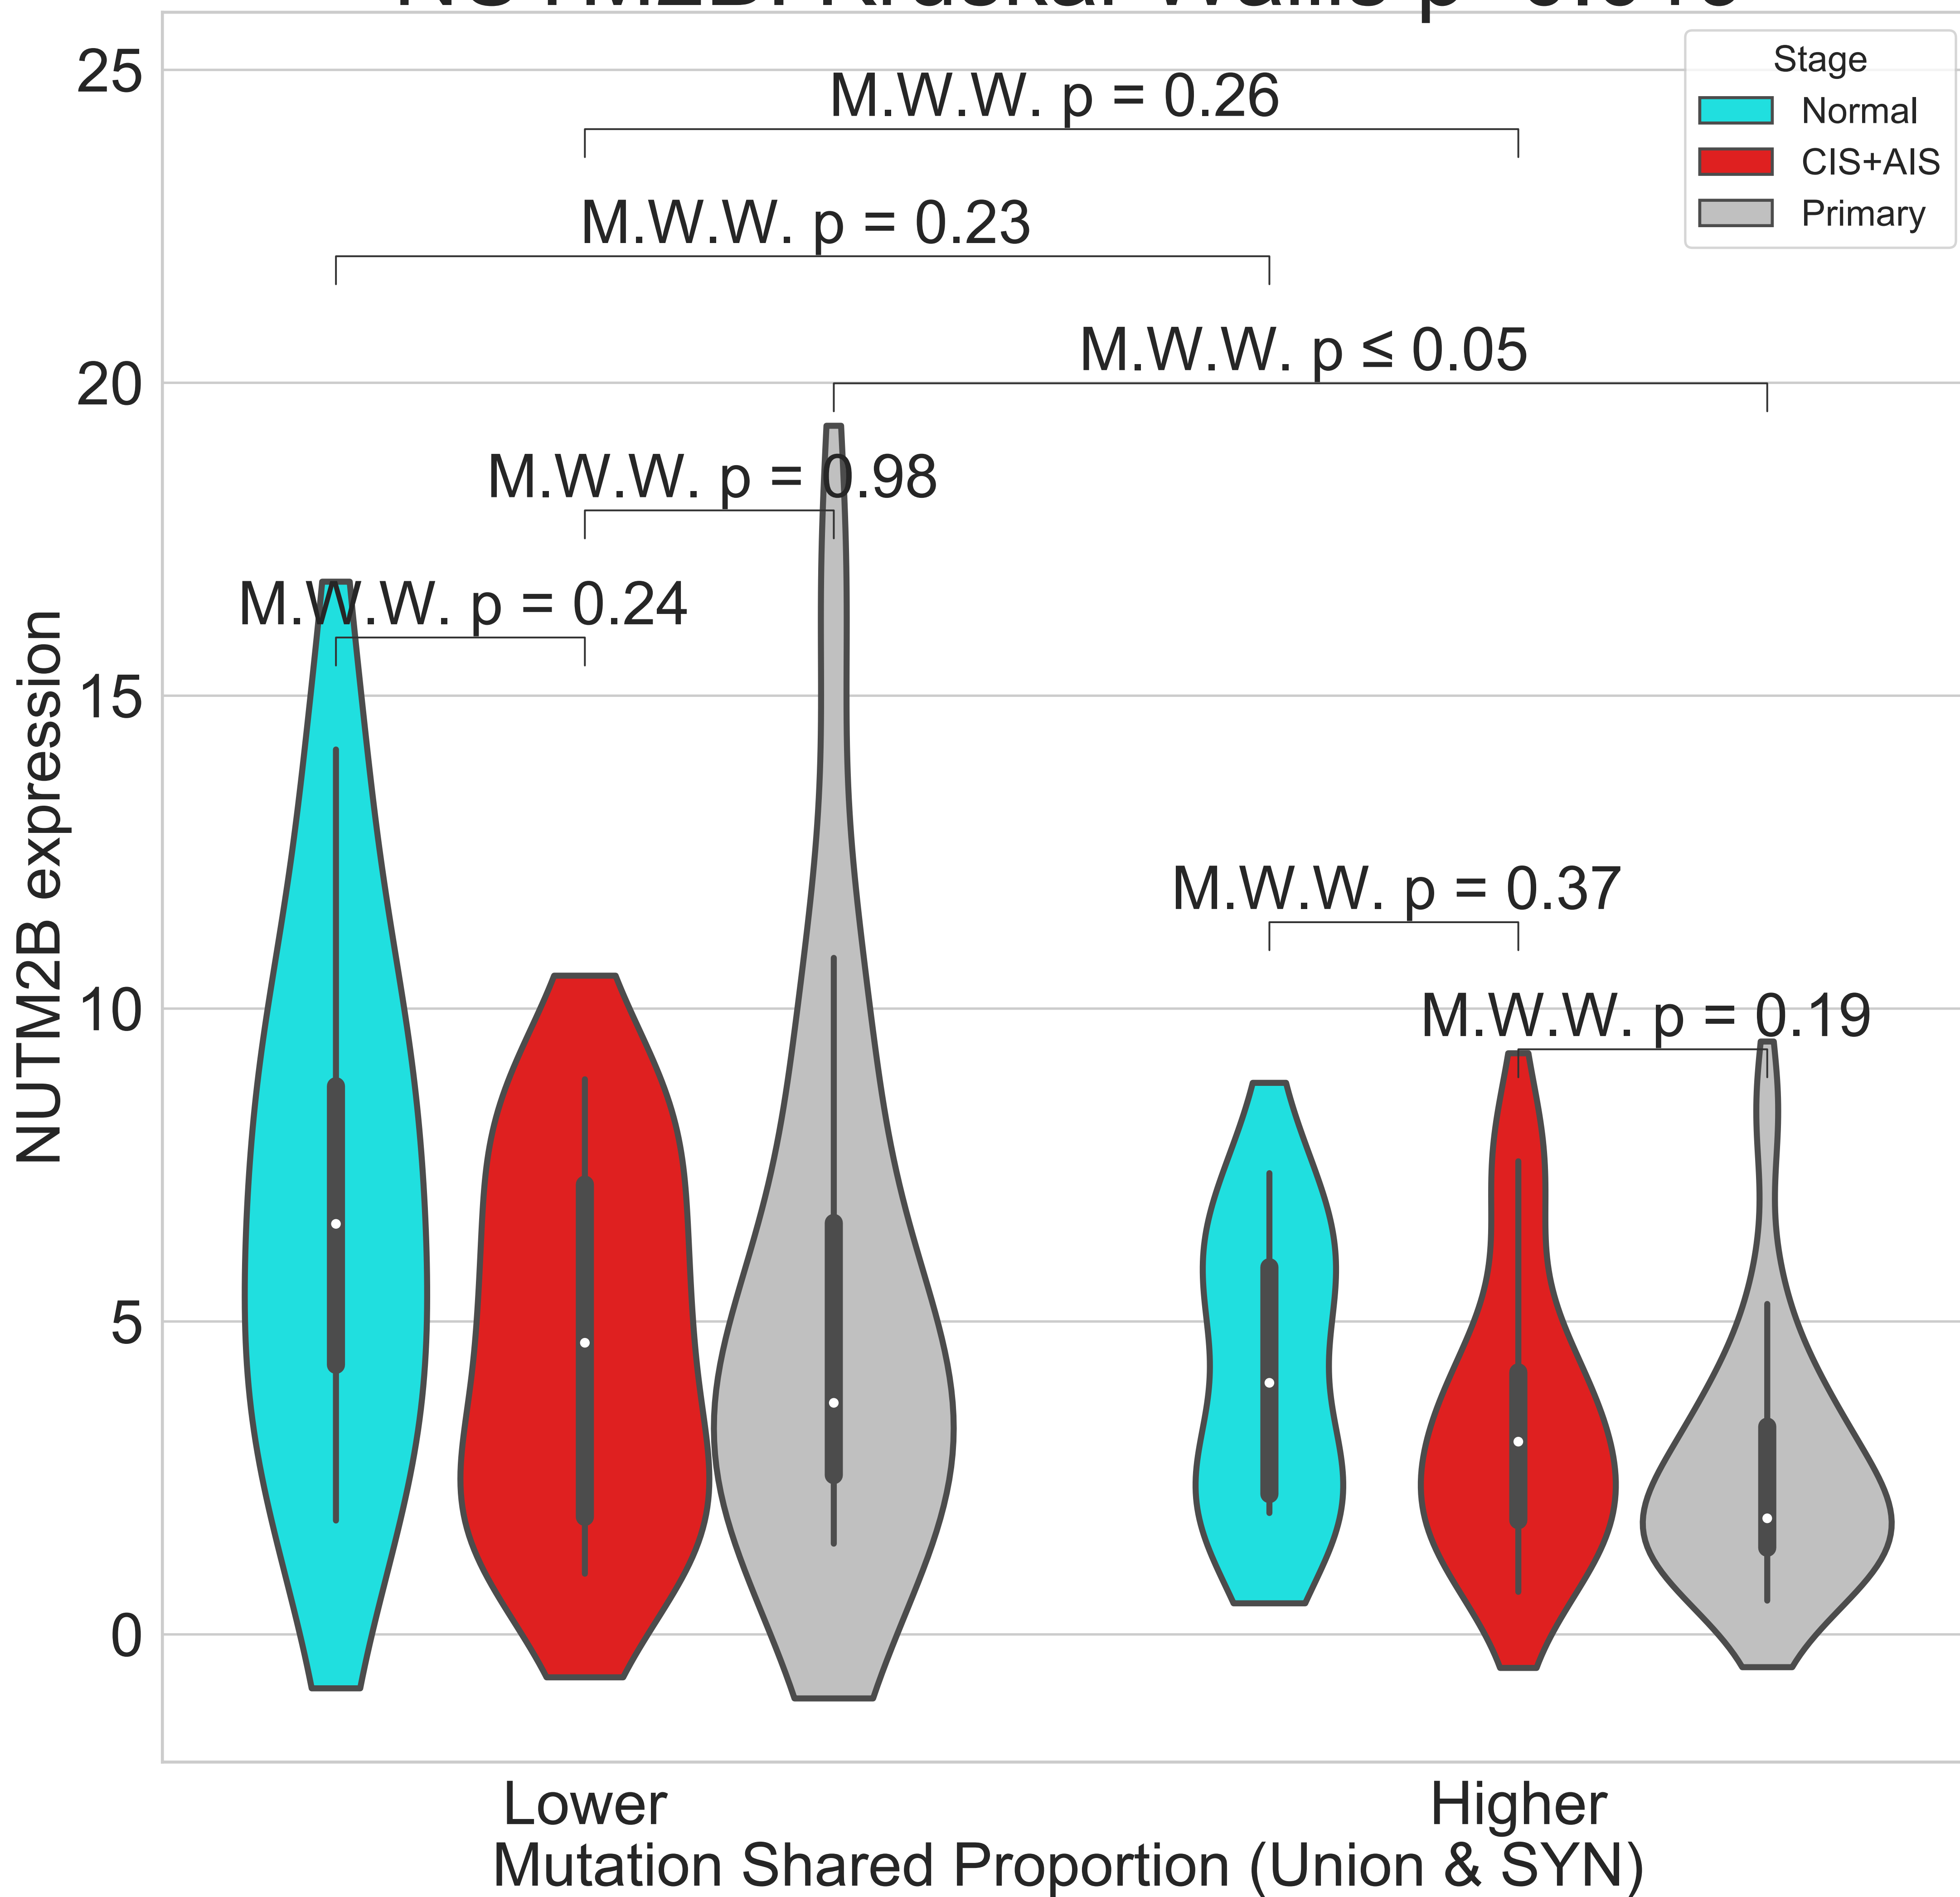 25
20
15
10
5
0
NUTM2B expression
M.W.W. p = 0.26
M.W.W. p = 0.23
M.W.W. p ≤ 0.05
M.W.W. p = 0.98
M.W.W. p = 0.24
M.W.W. p = 0.37
M.W.W. p = 0.19
Stage
Normal
CIS+AIS
Primary
Lower
Higher
Mutation Shared Proportion (Union & SYN)